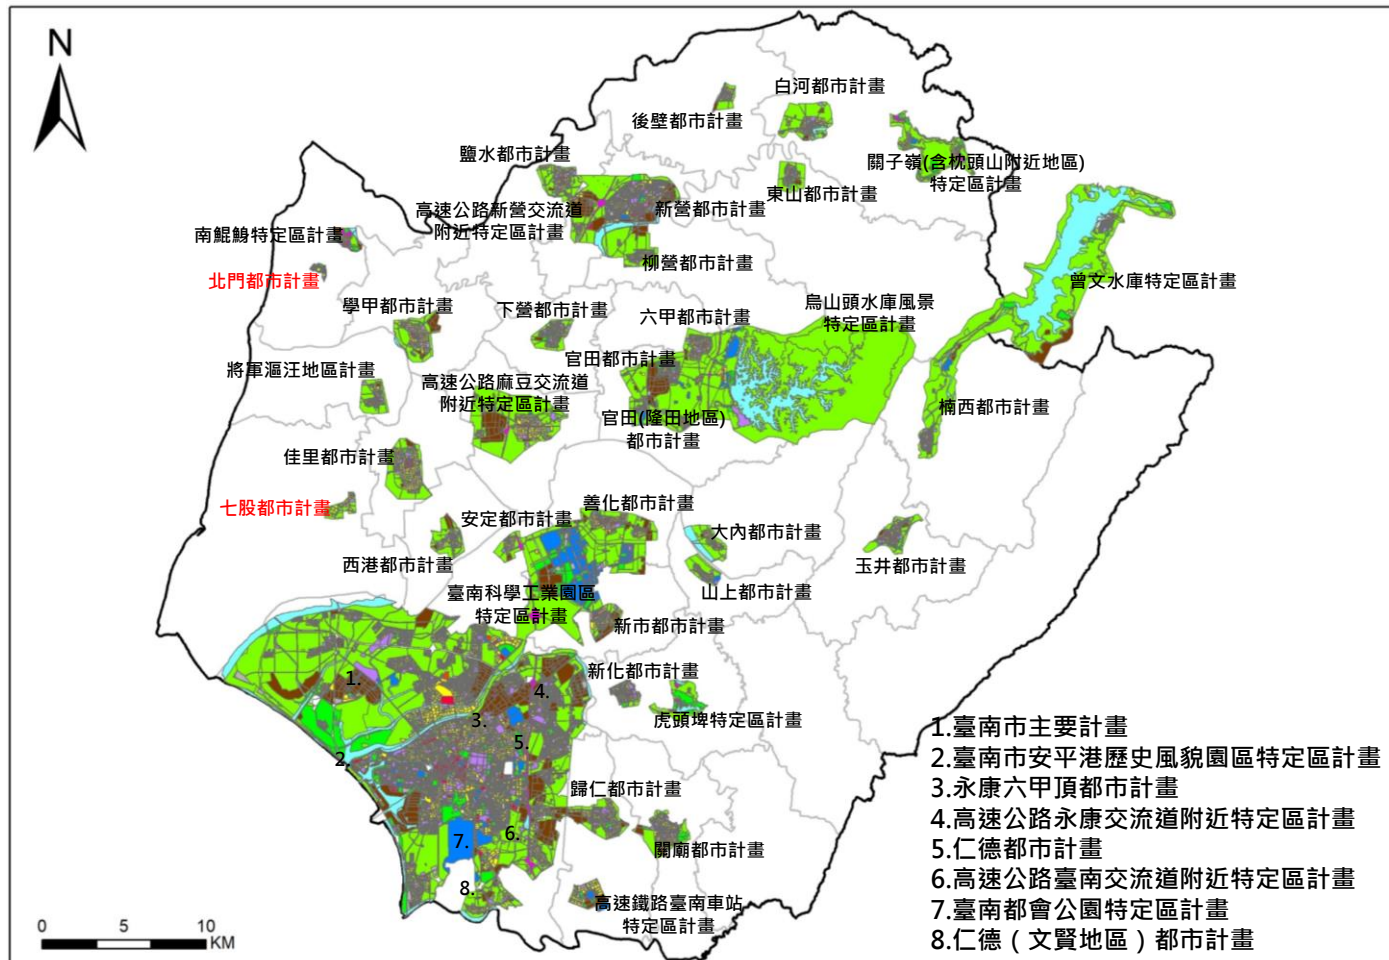 N
白河都市計畫
後壁都市計畫
關子嶺(含枕頭山附近地區)
特定區計畫
鹽水都市計畫
東山都市計畫
高速公路新營交流道
附近特定區計畫
新營都市計畫
南鯤鯓特定區計畫
柳營都市計畫
北門都市計畫
曾文水庫特定區計畫
學甲都市計畫
下營都市計畫
六甲都市計畫
烏山頭水庫風景
特定區計畫
官田都市計畫
將軍漚汪地區計畫
高速公路麻豆交流道
附近特定區計畫
官田(隆田地區)
都市計畫
楠西都市計畫
佳里都市計畫
七股都市計畫
善化都市計畫
安定都市計畫
大內都市計畫
西港都市計畫
玉井都市計畫
山上都市計畫
臺南科學工業園區
特定區計畫
新市都市計畫
新化都市計畫
虎頭埤特定區計畫
1.
4.
3.
5.
2.
歸仁都市計畫
6.
7.
關廟都市計畫
8.
高速鐵路臺南車站
特定區計畫
1.臺南市主要計畫
2.臺南市安平港歷史風貌園區特定區計畫
3.永康六甲頂都市計畫
4.高速公路永康交流道附近特定區計畫
5.仁德都市計畫
6.高速公路臺南交流道附近特定區計畫
7.臺南都會公園特定區計畫
8.仁德（文賢地區）都市計畫
0 5 10
KM